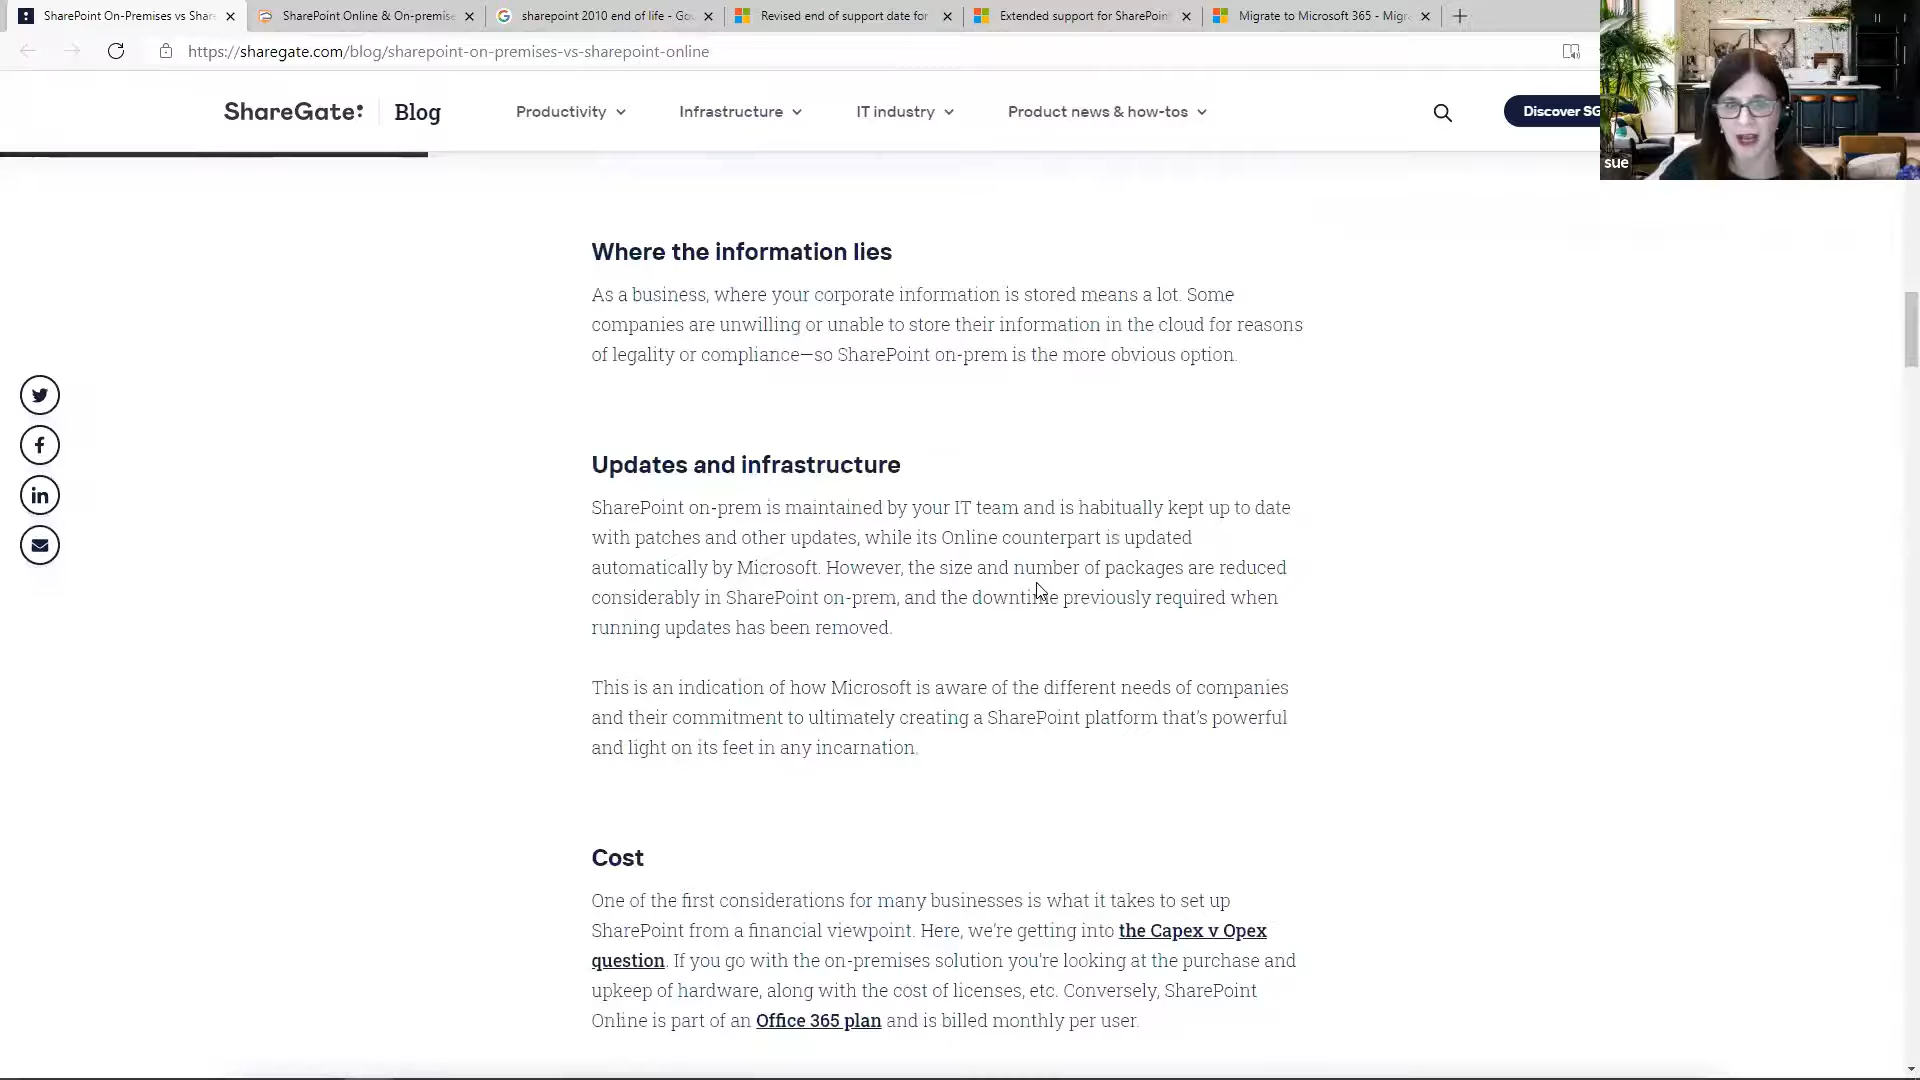 SharePoint On-Premises vs Shar
SharePoint Online & On-premise
sharepoint 2010 end of life - Go
Revised end of support date for
Extended support for SharePoin
Migrate to Microsoft 365 - Migr
https://sharegate.com/blog/sharepoint-on-premises-vs-sharepoint-online
ShareGate:
Blog
Productivity
Infrastructure
IT industry
Product news & how-tos
Discover SG
sue
Where the information lies
As a business, where your corporate information is stored means a lot. Some
companies are unwilling or unable to store their information in the cloud for reasons
of legality or compliance—so SharePoint on-prem is the more obvious option.
Updates and infrastructure
SharePoint on-prem is maintained by your IT team and is habitually kept up to date
with patches and other updates, while its Online counterpart is updated
automatically by Microsoft. However, the size and number of packages are reduced
considerably in SharePoint on-prem, and the downtime previously required when
running updates has been removed.
This is an indication of how Microsoft is aware of the different needs of companies
and their commitment to ultimately creating a SharePoint platform that's powerful
and light on its feet in any incarnation.
Cost
One of the first considerations for many businesses is what it takes to set up
SharePoint from a financial viewpoint. Here, we're getting into the Capex v Opex
question. If you go with the on-premises solution you're looking at the purchase and
upkeep of hardware, along with the cost of licenses, etc. Conversely, SharePoint
Online is part of an Office 365 plan and is billed monthly per user.